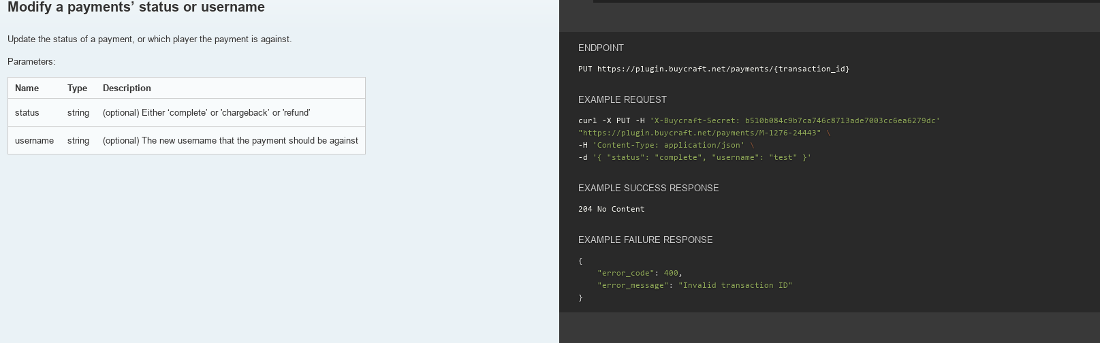 Modify a payments’ status or username
Update the status of a payment, or which player the payment is against.
Parameters:
Name Type Description
status string (optional) Either 'complete' or 'chargeback' or 'refund'
username string (optional) The new username that the payment should be against
ENDPOINT
PUT https://plugin.buycraft.net/payments/{transaction_id}
EXAMPLE REQUEST
curl -X PUT -H 'X-Buycraft-Secret: b510b084c9b7ca746c8713ade7003cc6ea6279dc'
"https://plugin.buycraft.net/payments/M-1276-24443" \
-H 'Content-Type: application/json' \
-d '{ "status": "complete", "username": "test" }'
EXAMPLE SUCCESS RESPONSE
204 No Content
EXAMPLE FAILURE RESPONSE
{
"error_code": 400,
"error_message": "Invalid transaction ID"
}